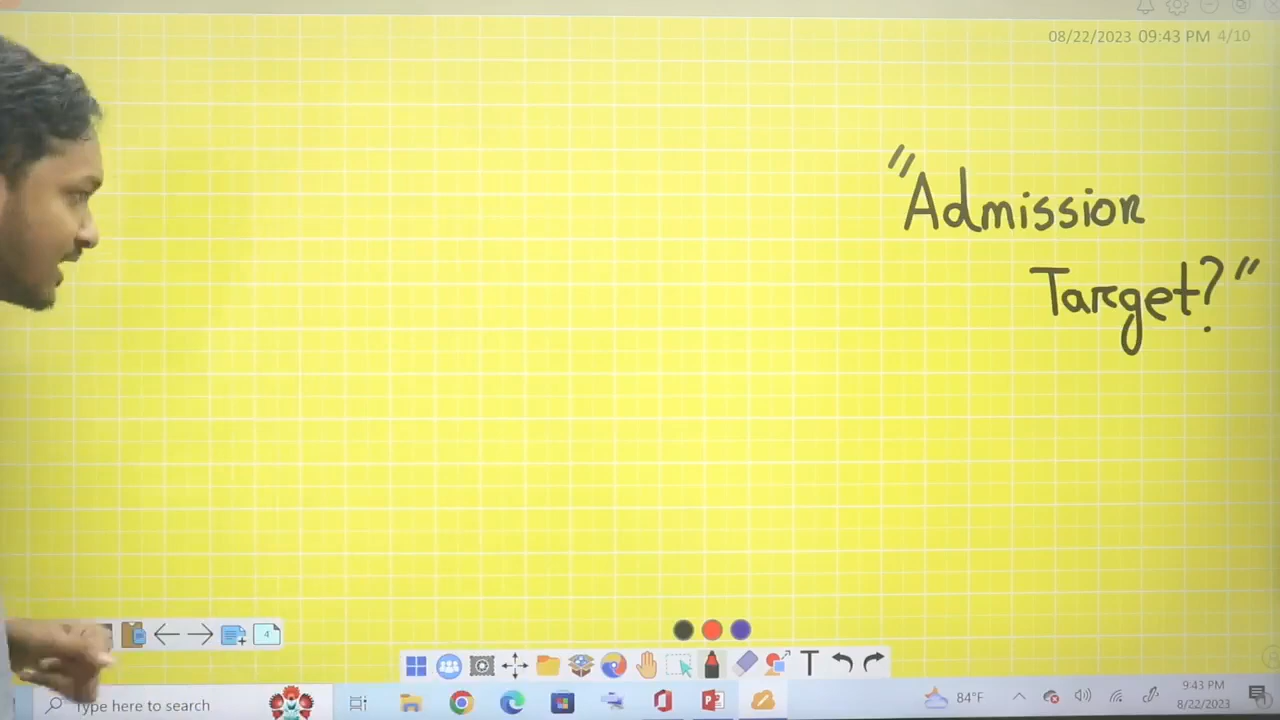 08/22/2023 09:43 PM 4/10
"Admission
Target?"
4
T
Type here to search
84°F
9:43 PM
8/22/2023